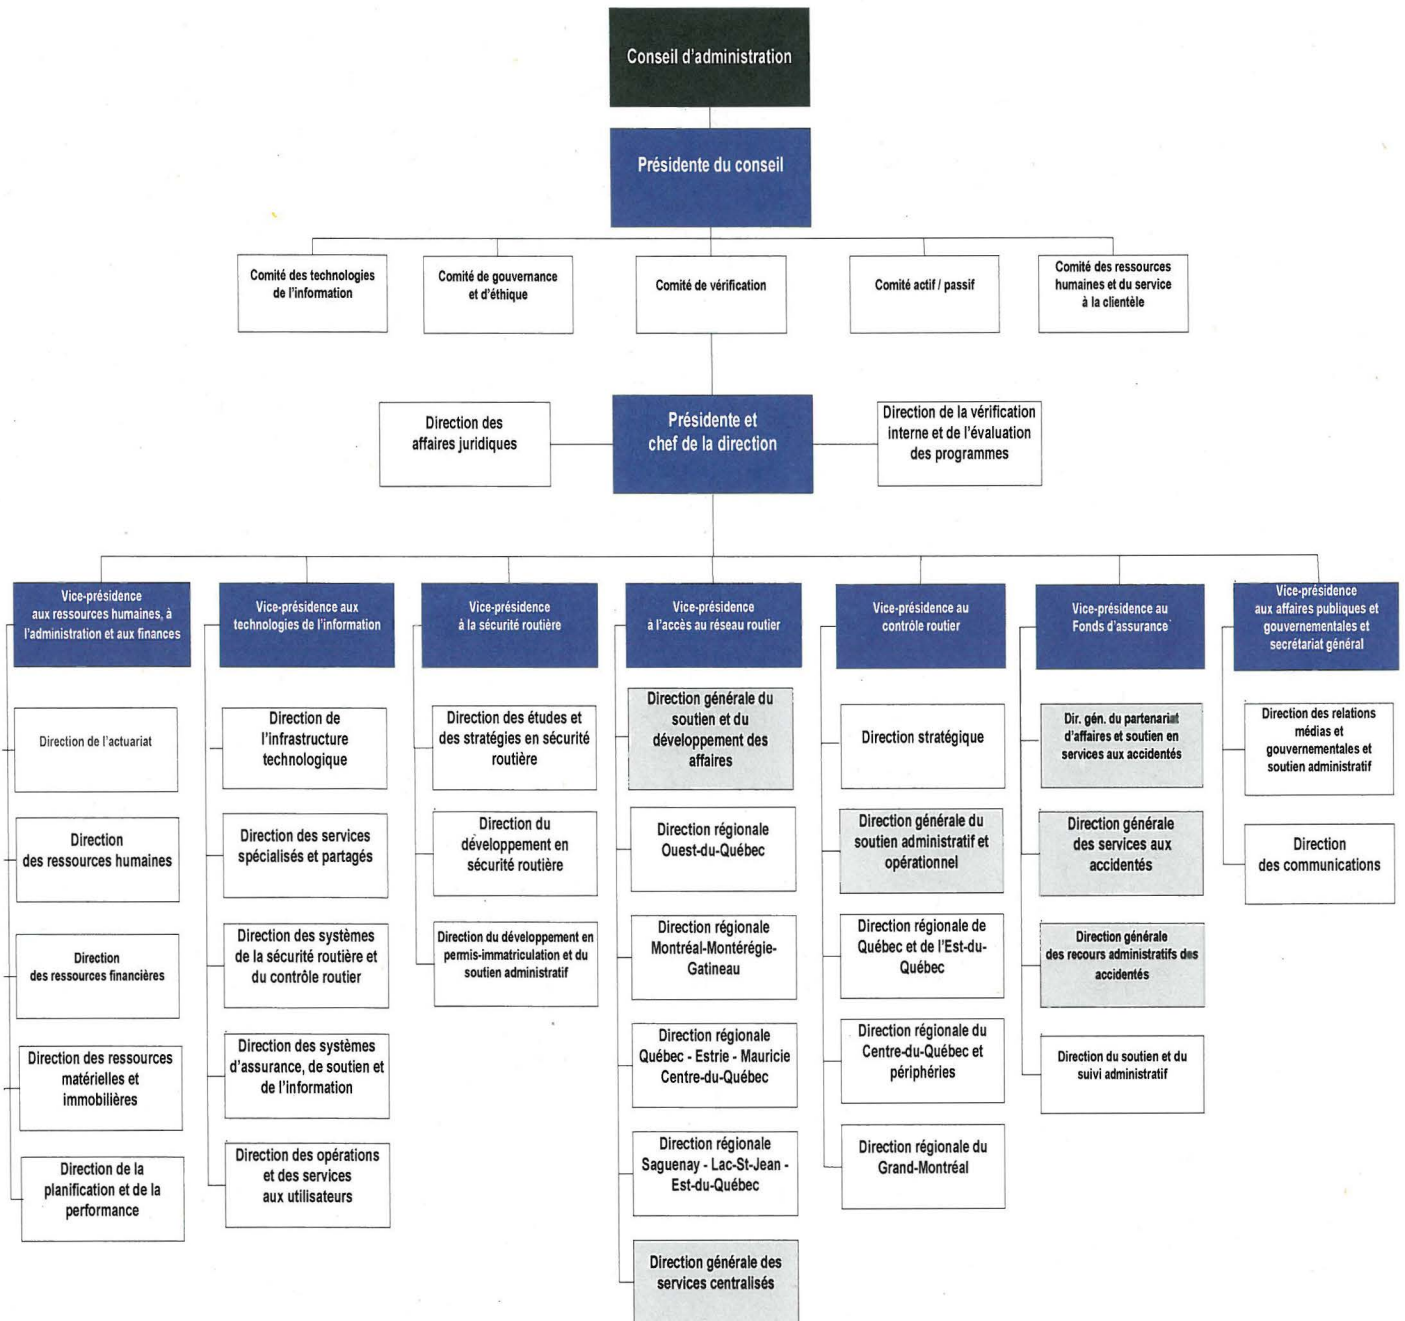 Conseil d'administration
Présidente du conseil
Comité des technologies
de l'information
Comité de gouvernance
et d'éthique
Comité de vérification
Comité actif / passif
Comité des ressources
humaines et du service
à la clientèle
Direction des
affaires juridiques
Présidente et
chef de la direction
Direction de la vérification
interne et de l'évaluation
des programmes
Vice-présidence
aux ressources humaines, à
l'administration et aux finances
Direction de l'actuariat
Direction
des ressources humaines
Direction
des ressources financières
Direction des ressources
matérielles et
immobilières
Direction de la
planification et de la
performance
Vice-présidence aux
technologies de l'information
Direction de
l'infrastructure
technologique
Direction des services
spécialisés et partagés
Direction des systèmes
de la sécurité routière et
du contrôle routier
Direction des systèmes
d'assurance, de soutien et
de l'information
Direction des opérations
et des services
aux utilisateurs
Vice-présidence
à la sécurité routière
Direction des études et
des stratégies en sécurité
routière
Direction du
développement en
sécurité routière
Direction du développement en
permis-immatriculation et du
soutien administratif
Vice-présidence
à l'accès au réseau routier
Direction générale du
soutien et du
développement des
affaires
Direction régionale
Ouest-du-Québec
Direction régionale
Montréal-Montérégie-
Gatineau
Direction régionale
Québec - Estrie - Mauricie
Centre-du-Québec
Direction régionale
Saguenay - Lac-St-Jean -
Est-du-Québec
Direction générale des
services centralisés
Vice-présidence au
contrôle routier
Direction stratégique
Direction générale du
soutien administratif et
opérationnel
Direction régionale de
Québec et de l'Est-du-
Québec
Direction régionale du
Centre-du-Québec et
périphéries
Direction régionale du
Grand-Montréal
Vice-présidence au
Fonds d'assurance
Dir. gén. du partenariat
d'affaires et soutien en
services aux accidentés
Direction générale
des services aux
accidentés
Direction générale
des recours administratifs des
accidentés
Direction du soutien et du
suivi administratif
Vice-présidence
aux affaires publiques et
gouvernementales et
secrétariat général
Direction des relations
médias et
gouvernementales et
soutien administratif
Direction
des communications